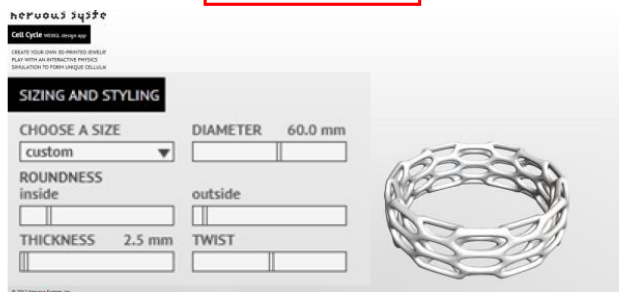 nervous syste
Cell Cycle WEBGL design app
CREATE YOUR OWN 3D-PRINTED JEWELRY
PLAY WITH AN INTERACTIVE PHYSICS
SIMULATION TO FORM UNIQUE CELLULA
SIZING AND STYLING
CHOOSE A SIZE
custom
DIAMETER 60.0 mm
ROUNDNESS
inside
outside
THICKNESS 2.5 mm
TWIST